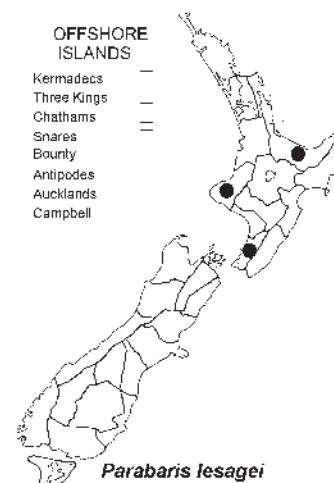 OFFSHORE
ISLANDS
Kermadecs
Three Kings
Chathams
Snares
Bounty
Antipodes
Aucklands
Campbell
Parabaris lesagei